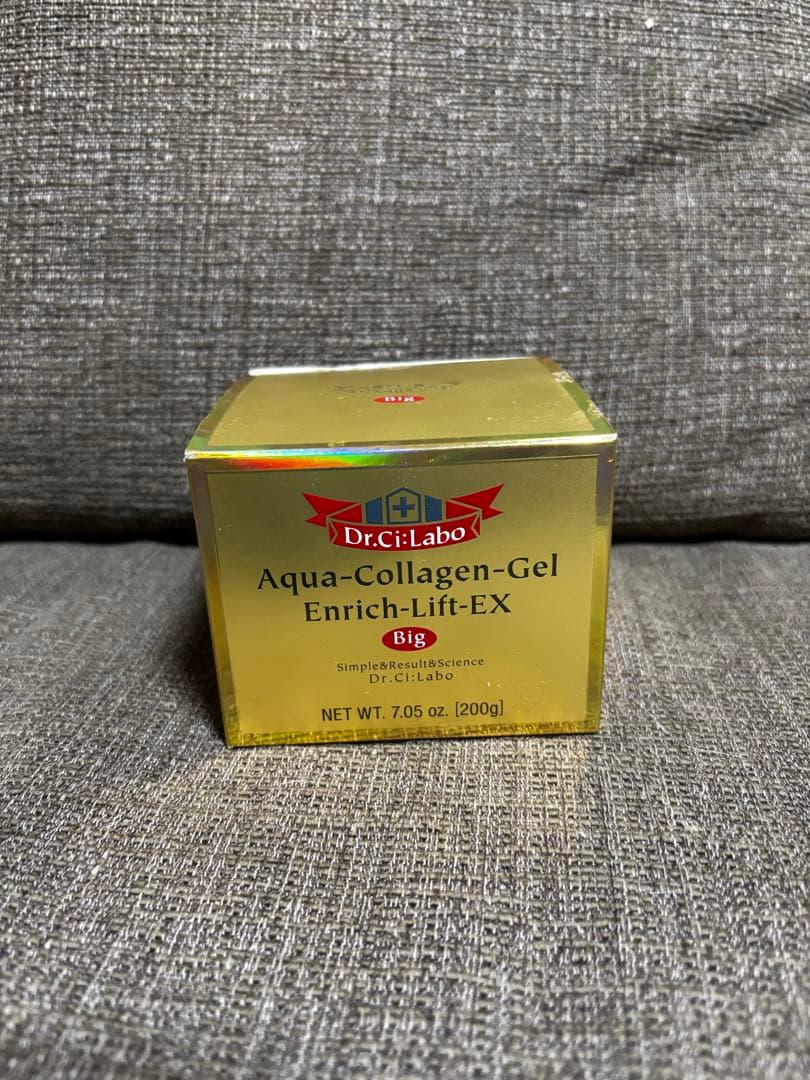 Big
Dr.Ci:Labo
Aqua-Collagen-Gel
Enrich-Lift-EX
Big
Simple&Result&Science
Dr.Ci:Labo
NET WT. 7.05 oz. [200g]